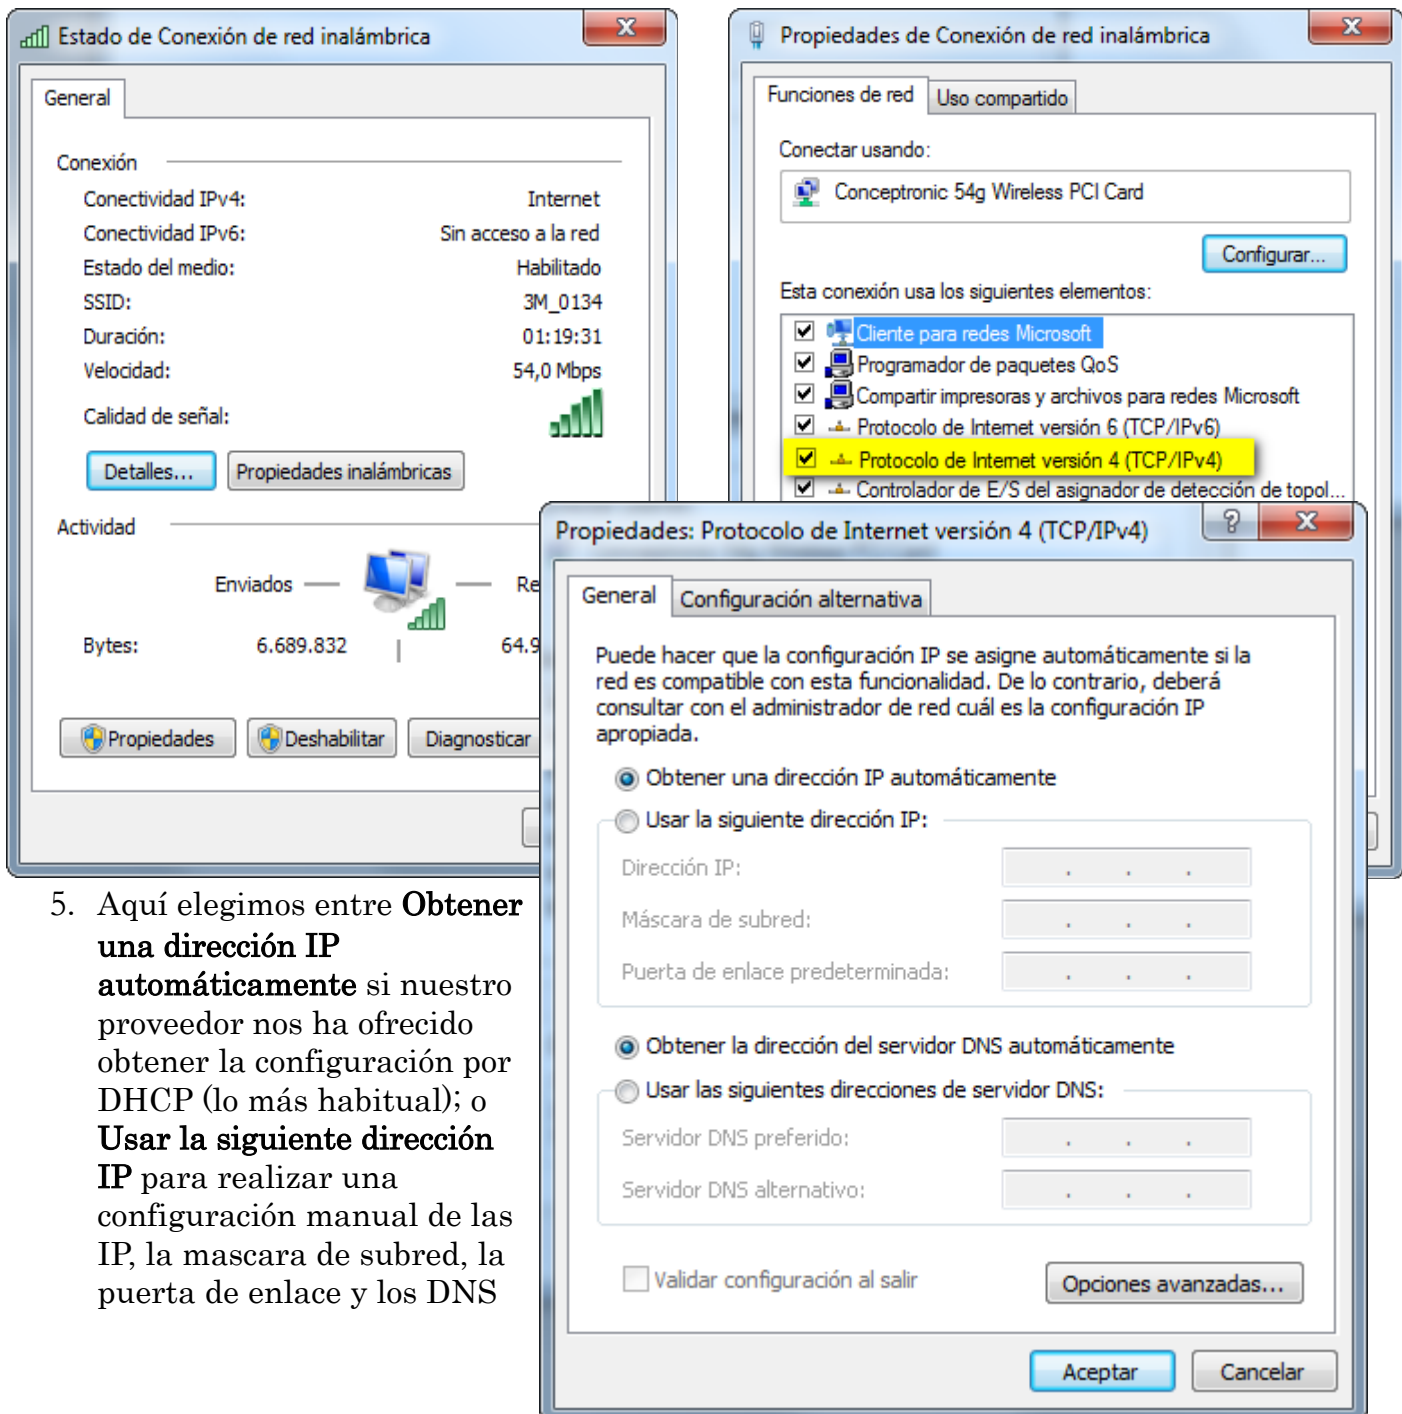 Estado de Conexión de red inalámbrica
General
Conexión
Conectividad IPv4: Internet
Conectividad IPv6: Sin acceso a la red
Estado del medio: Habilitado
SSID: 3M_0134
Duración: 01:19:31
Velocidad: 54,0 Mbps
Calidad de señal:
Detalles... Propiedades inalámbricas
Actividad
Enviados — — Re
Bytes: 6.689.832 64.9
Propiedades Deshabilitar Diagnosticar
Propiedades de Conexión de red inalámbrica
Funciones de red Uso compartido
Conectar usando:
Conceptronic 54g Wireless PCI Card
Configurar...
Esta conexión usa los siguientes elementos:
Cliente para redes Microsoft
Programador de paquetes QoS
Compartir impresoras y archivos para redes Microsoft
Protocolo de Internet versión 6 (TCP/IPv6)
Protocolo de Internet versión 4 (TCP/IPv4)
Controlador de E/S del asignador de detección de topol...
Propiedades: Protocolo de Internet versión 4 (TCP/IPv4)
General Configuración alternativa
Puede hacer que la configuración IP se asigne automáticamente si la
red es compatible con esta funcionalidad. De lo contrario, deberá
consultar con el administrador de red cuál es la configuración IP
apropiada.
Obtener una dirección IP automáticamente
Usar la siguiente dirección IP:
Dirección IP: . . .
Máscara de subred: . . .
Puerta de enlace predeterminada: . . .
Obtener la dirección del servidor DNS automáticamente
Usar las siguientes direcciones de servidor DNS:
Servidor DNS preferido: . . .
Servidor DNS alternativo: . . .
Validar configuración al salir Opciones avanzadas...
Aceptar Cancelar
5. Aquí elegimos entre Obtener
una dirección IP
automáticamente si nuestro
proveedor nos ha ofrecido
obtener la configuración por
DHCP (lo más habitual); o
Usar la siguiente dirección
IP para realizar una
configuración manual de las
IP, la mascara de subred, la
puerta de enlace y los DNS